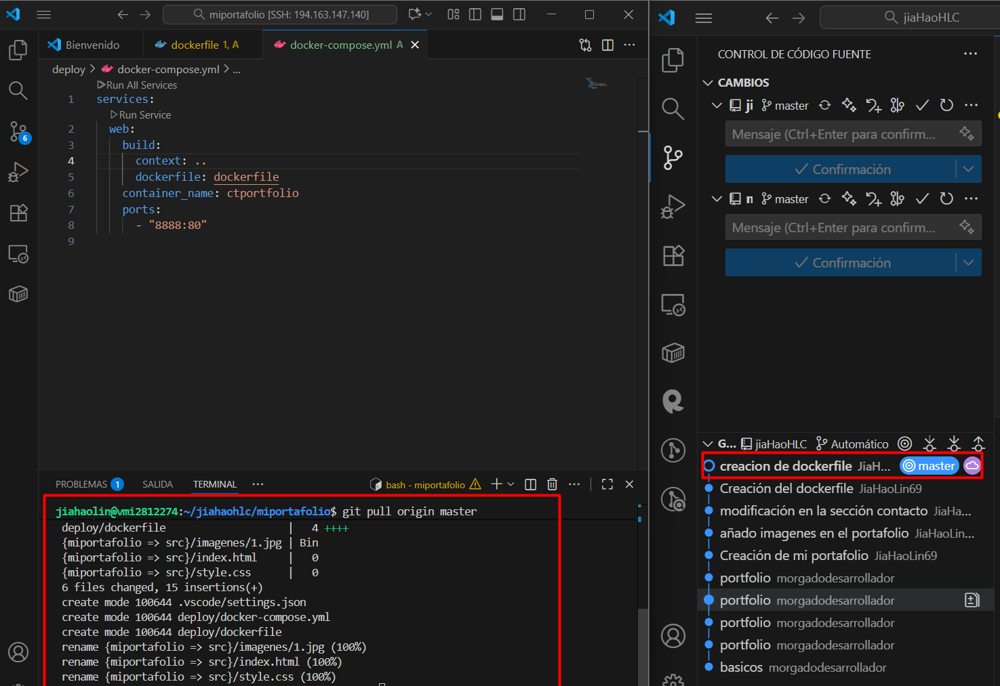 miportafolio [SSH: 194.163.147.140]
Bienvenido
dockerfile 1, A
docker-compose.yml A
deploy > docker-compose.yml > ...
Run All Services
1 services:
Run Service
2 web:
3 build:
4 context: ..
5 dockerfile: dockerfile
6 container_name: ctportfolio
7 ports:
8 - "8888:80"
9
6
PROBLEMAS 1 SALIDA TERMINAL ...
bash - miportafolio
jiahaolin@vmi2812274:~/jiahaohlc/miportafolio$ git pull origin master
deploy/dockerfile | 4 ++++
{miportafolio => src}/imagenes/1.jpg | Bin
{miportafolio => src}/index.html | 0
{miportafolio => src}/style.css | 0
6 files changed, 15 insertions(+)
create mode 100644 .vscode/settings.json
create mode 100644 deploy/docker-compose.yml
create mode 100644 deploy/dockerfile
rename {miportafolio => src}/imagenes/1.jpg (100%)
rename {miportafolio => src}/index.html (100%)
rename {miportafolio => src}/style.css (100%)
jiaHaoHLC
CONTROL DE CÓDIGO FUENTE
CAMBIOS
ji master
Mensaje (Ctrl+Enter para confirm...
Confirmación
master
Mensaje (Ctrl+Enter para confirm...
Confirmación
G... jiaHaoHLC Automático
creacion de dockerfile JiaH... master
Creación del dockerfile JiaHaoLin69
modificación en la sección contacto JiaHa...
añado imagenes en el portafolio JiaHaoLin...
Creación de mi portafolio JiaHaoLin69
portfolio morgadodesarrollador
portfolio morgadodesarrollador
portfolio morgadodesarrollador
portfolio morgadodesarrollador
basicos morgadodesarrollador